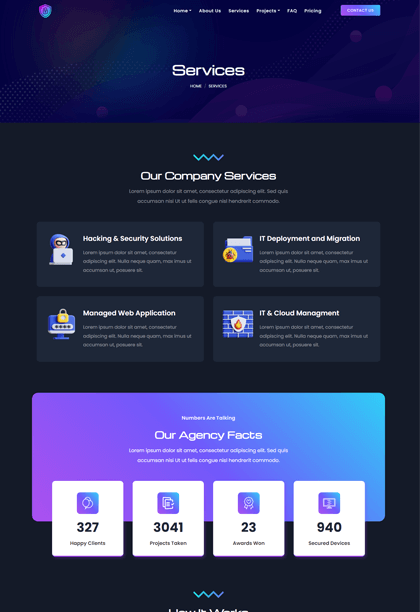 Home About Us Services Projects FAQ Pricing CONTACT US
Services
HOME / SERVICES
Our Company Services
Lorem ipsum dolor sit amet, consectetur adipiscing elit. Sed nec quis
accumsan nisi Ut ut felis congue nisl hendrerit commodo.
Hacking & Security Solutions
Lorem ipsum dolor sit amet, consectetur
adipiscing elit. Nulla neque quam, max imus ut
accumsan ut, posuere sit.
IT Deployment and Migration
Lorem ipsum dolor sit amet, consectetur
adipiscing elit. Nulla neque quam, max imus ut
accumsan ut, posuere sit.
Managed Web Application
Lorem ipsum dolor sit amet, consectetur
adipiscing elit. Nulla neque quam, max imus ut
accumsan ut, posuere sit.
IT & Cloud Managment
Lorem ipsum dolor sit amet, consectetur
adipiscing elit. Nulla neque quam, max imus ut
accumsan ut, posuere sit.
Numbers Are Talking
Our Agency Facts
Lorem ipsum dolor sit amet, consectetur adipiscing elit. Duis quis
accumsan nisi Ut ut felis congue nisl hendrerit commodo.
327
Happy Clients
3041
Projects Taken
23
Awards Won
940
Secured Devices
How It Works